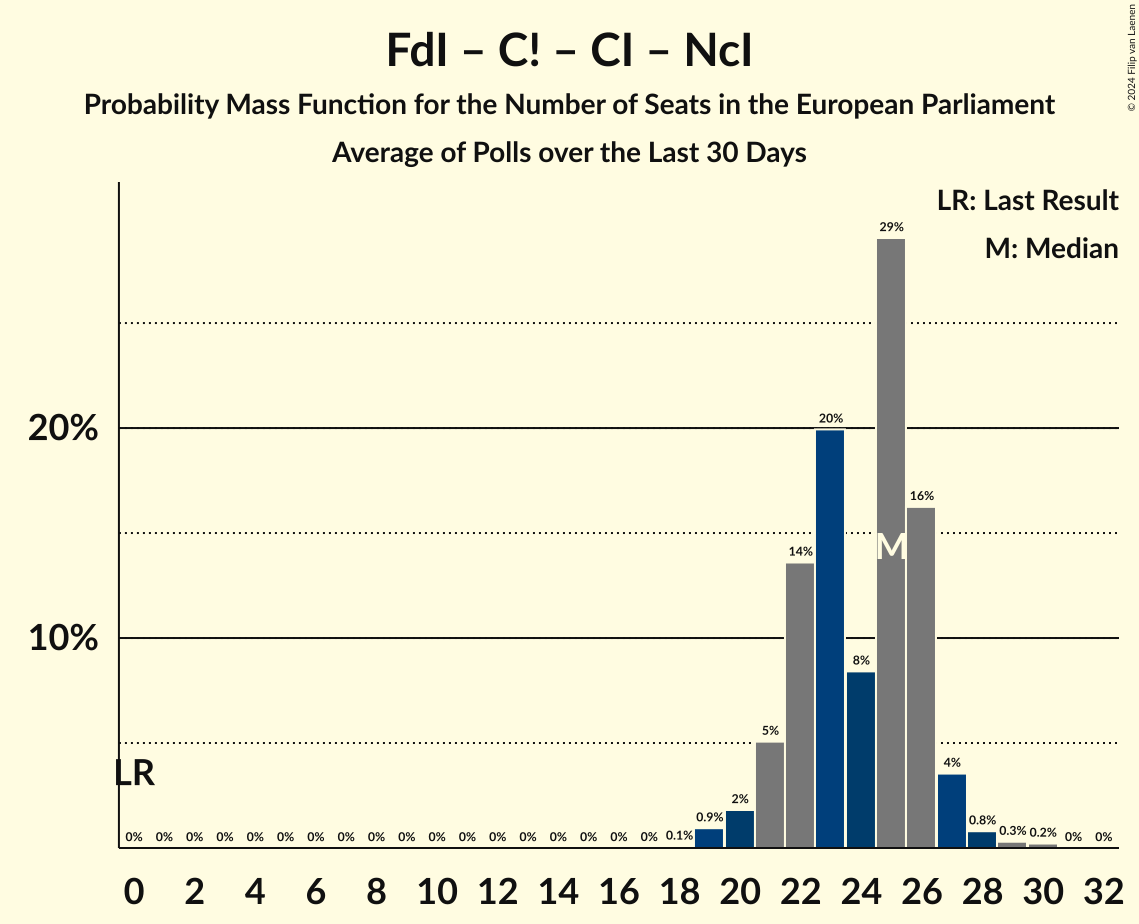 FdI – C! – CI – NcI
Probability Mass Function for the Number of Seats in the European Parliament
Average of Polls over the Last 30 Days
© 2024 Filip van Laenen
LR: Last Result
M: Median
29%
20%
20%
16%
M
14%
10%
8%
5%
4%
LR
2%
0% 0% 0% 0% 0% 0% 0% 0% 0% 0% 0% 0% 0% 0% 0% 0% 0% 0% 0.1% 0.9% 0.8% 0.3% 0.2% 0% 0%
0 2 4 6 8 10 12 14 16 18 20 22 24 26 28 30 32